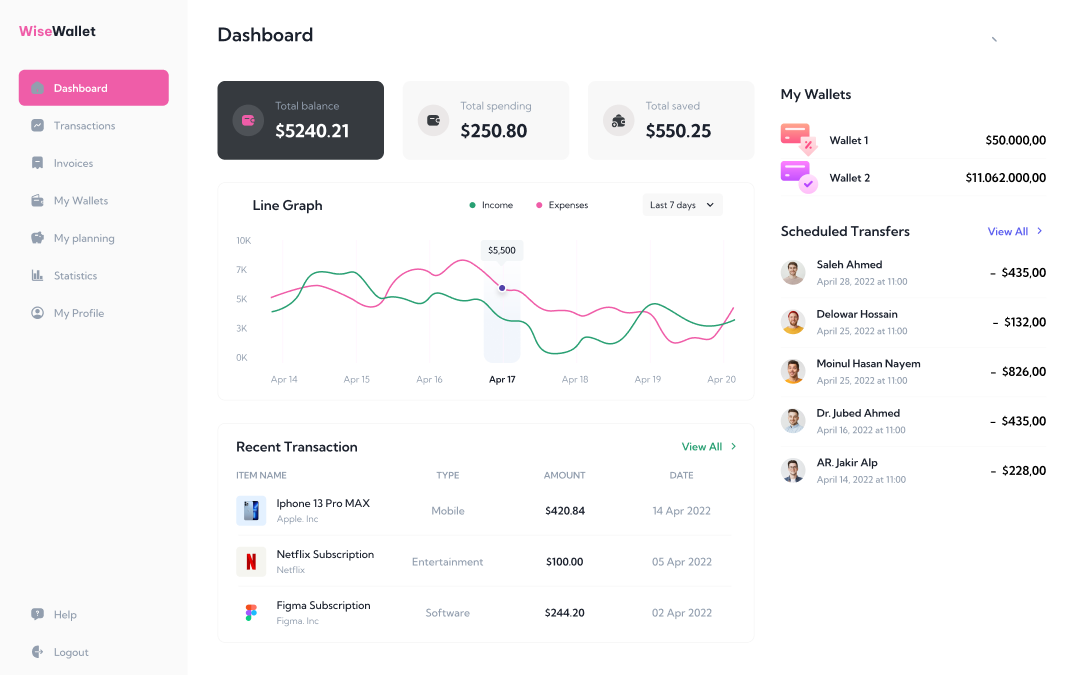 WiseWallet
Dashboard
Transactions
Invoices
My Wallets
My planning
Statistics
My Profile
Help
Logout
Dashboard
Total balance
$5240.21
Total spending
$250.80
Total saved
$550.25
Line Graph
Income
Expenses
Last 7 days
10K
7K
5K
3K
0K
$5,500
Apr 14 Apr 15 Apr 16 Apr 17 Apr 18 Apr 19 Apr 20
Recent Transaction
View All
ITEM NAME TYPE AMOUNT DATE
Iphone 13 Pro MAX
Apple. Inc
Mobile $420.84 14 Apr 2022
N
Netflix Subscription
Netflix
Entertainment $100.00 05 Apr 2022
Figma Subscription
Figma. Inc
Software $244.20 02 Apr 2022
My Wallets
Wallet 1 $50.000,00
Wallet 2 $11.062.000,00
Scheduled Transfers
View All
Saleh Ahmed
April 28, 2022 at 11:00
- $435,00
Delowar Hossain
April 25, 2022 at 11:00
- $132,00
Moinul Hasan Nayem
April 25, 2022 at 11:00
- $826,00
Dr. Jubed Ahmed
April 16, 2022 at 11:00
- $435,00
AR. Jakir Alp
April 14, 2022 at 11:00
- $228,00